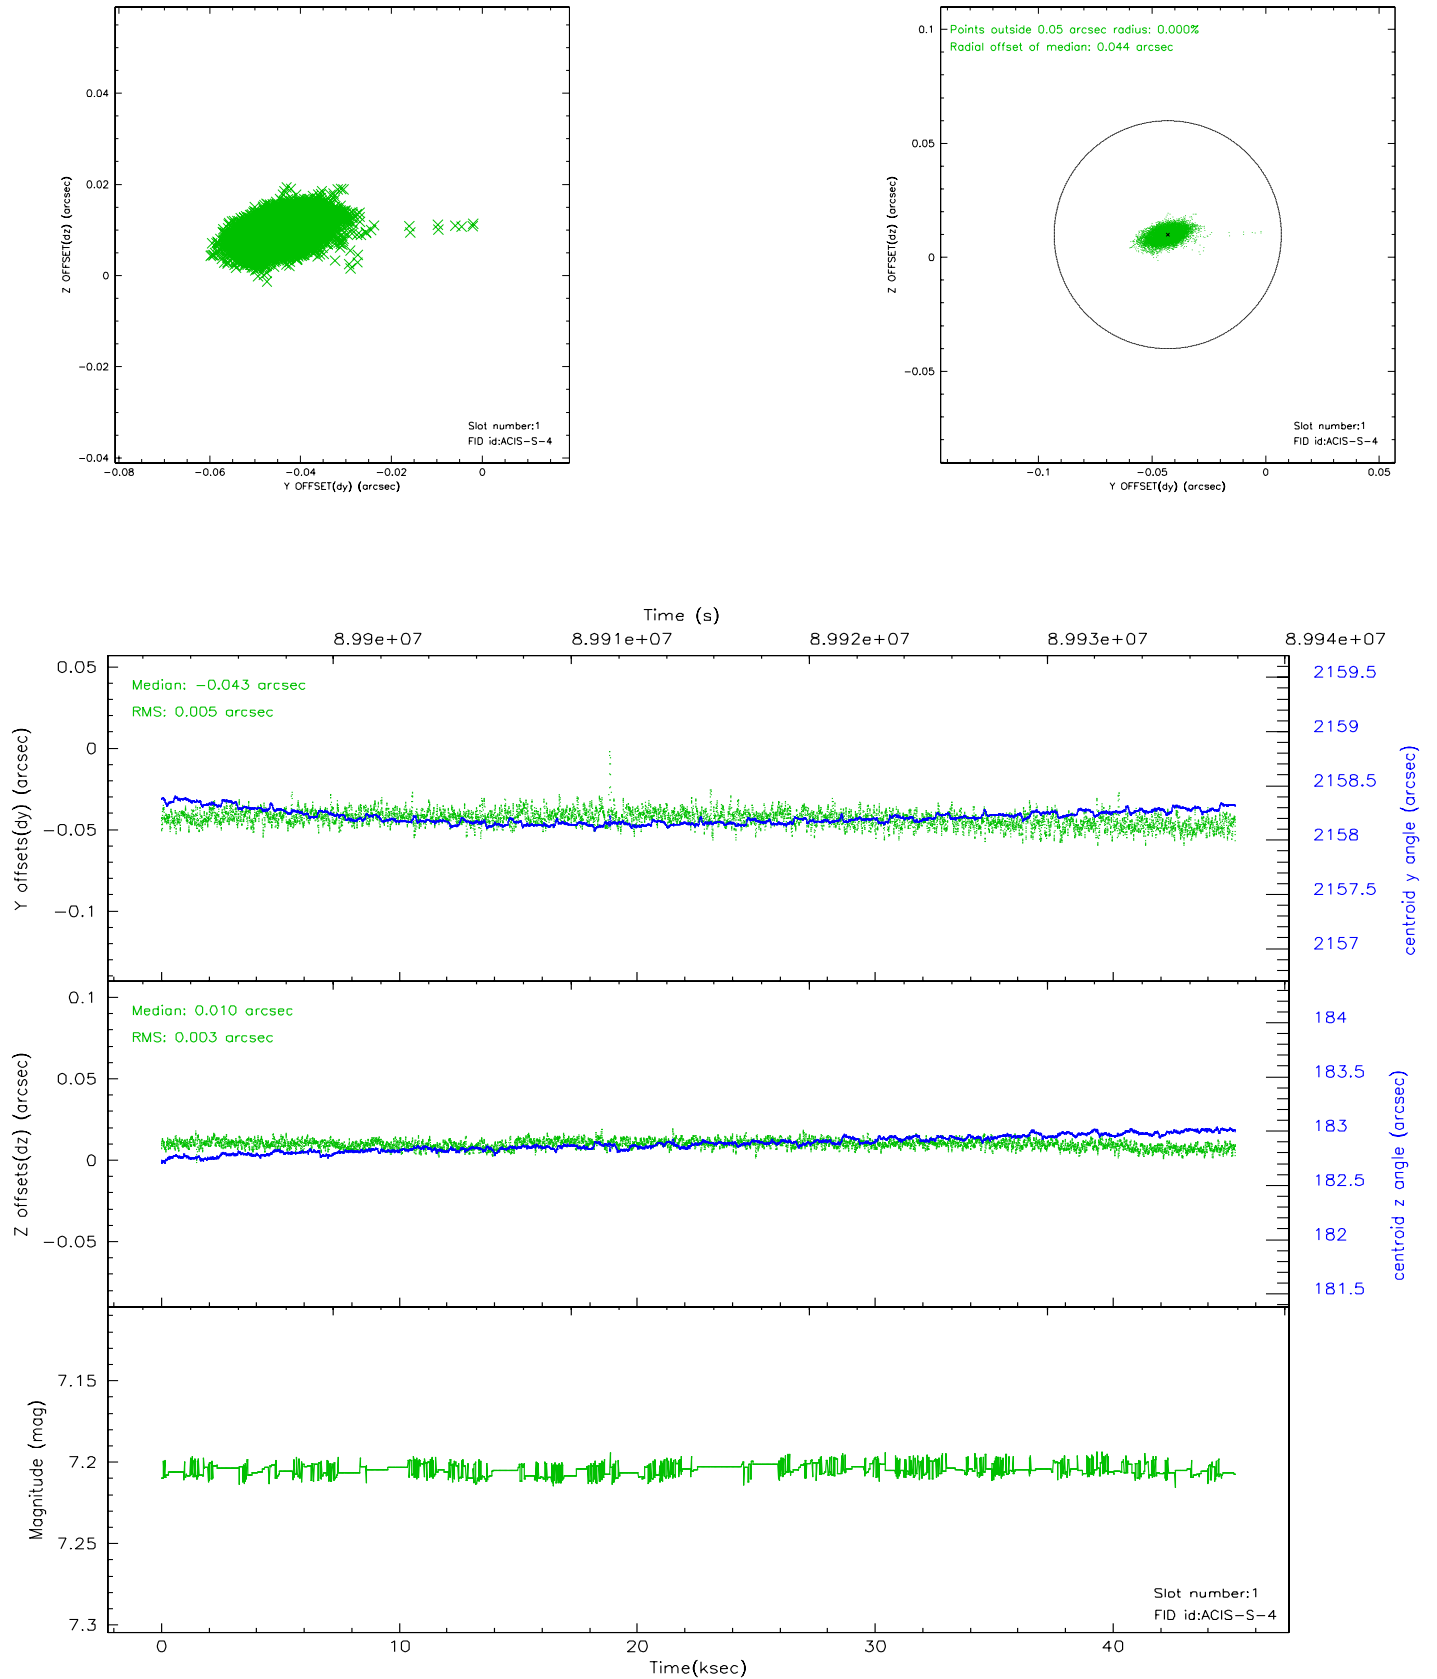 0.04
0.02
0
−0.02
−0.04
Z OFFSET(dz) (arcsec)
−0.08
−0.06
−0.04
−0.02
0
Y OFFSET(dy) (arcsec)
Slot number:1
FID id:ACIS−S−4
Points outside 0.05 arcsec radius: 0.000%
Radial offset of median: 0.044 arcsec
0.1
0.05
0
−0.05
Z OFFSET(dz) (arcsec)
−0.1
−0.05
0
0.05
Y OFFSET(dy) (arcsec)
Slot number:1
FID id:ACIS−S−4
Time (s)
8.99e+07
8.991e+07
8.992e+07
8.993e+07
8.994e+07
Median: −0.043 arcsec
RMS: 0.005 arcsec
0.05
0
−0.05
−0.1
Y offsets(dy) (arcsec)
2159.5
2159
2158.5
2158
2157.5
2157
centroid y angle (arcsec)
Median: 0.010 arcsec
RMS: 0.003 arcsec
0.1
0.05
0
−0.05
Z offsets(dz) (arcsec)
184
183.5
183
182.5
182
181.5
centroid z angle (arcsec)
7.15
7.2
7.25
7.3
Magnitude (mag)
Slot number:1
FID id:ACIS−S−4
0
10
20
30
40
Time(ksec)